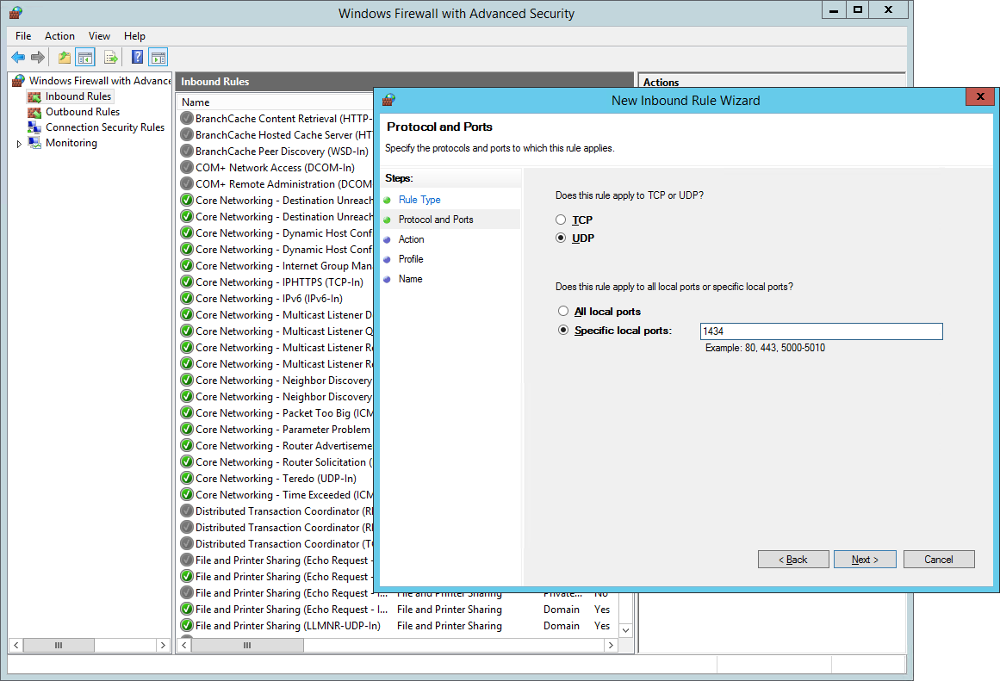 Windows Firewall with Advanced Security
File Action View Help
Windows Firewall with Advance
Inbound Rules
Outbound Rules
Connection Security Rules
Monitoring
Inbound Rules
Name
BranchCache Content Retrieval (HTTP-
BranchCache Hosted Cache Server (HT
BranchCache Peer Discovery (WSD-In)
COM+ Network Access (DCOM-In)
COM+ Remote Administration (DCOM
Core Networking - Destination Unreach
Core Networking - Destination Unreach
Core Networking - Dynamic Host Conf
Core Networking - Dynamic Host Conf
Core Networking - Internet Group Man
Core Networking - IPHTTPS (TCP-In)
Core Networking - IPv6 (IPv6-In)
Core Networking - Multicast Listener D
Core Networking - Multicast Listener Q
Core Networking - Multicast Listener Re
Core Networking - Multicast Listener Re
Core Networking - Neighbor Discovery
Core Networking - Neighbor Discovery
Core Networking - Packet Too Big (ICM
Core Networking - Parameter Problem
Core Networking - Router Advertiseme
Core Networking - Router Solicitation (
Core Networking - Teredo (UDP-In)
Core Networking - Time Exceeded (ICM
Distributed Transaction Coordinator (RI
Distributed Transaction Coordinator (RI
Distributed Transaction Coordinator (TC
File and Printer Sharing (Echo Request -
File and Printer Sharing (Echo Request -
File and Printer Sharing (Echo Request - I... File and Printer Sharing Private... No
File and Printer Sharing (Echo Request - I... File and Printer Sharing Domain Yes
File and Printer Sharing (LLMNR-UDP-In) File and Printer Sharing Domain Yes
Actions
New Inbound Rule Wizard
Protocol and Ports
Specify the protocols and ports to which this rule applies.
Steps:
Rule Type
Protocol and Ports
Action
Profile
Name
Does this rule apply to TCP or UDP?
TCP
UDP
Does this rule apply to all local ports or specific local ports?
All local ports
Specific local ports: 1434
Example: 80, 443, 5000-5010
< Back Next > Cancel